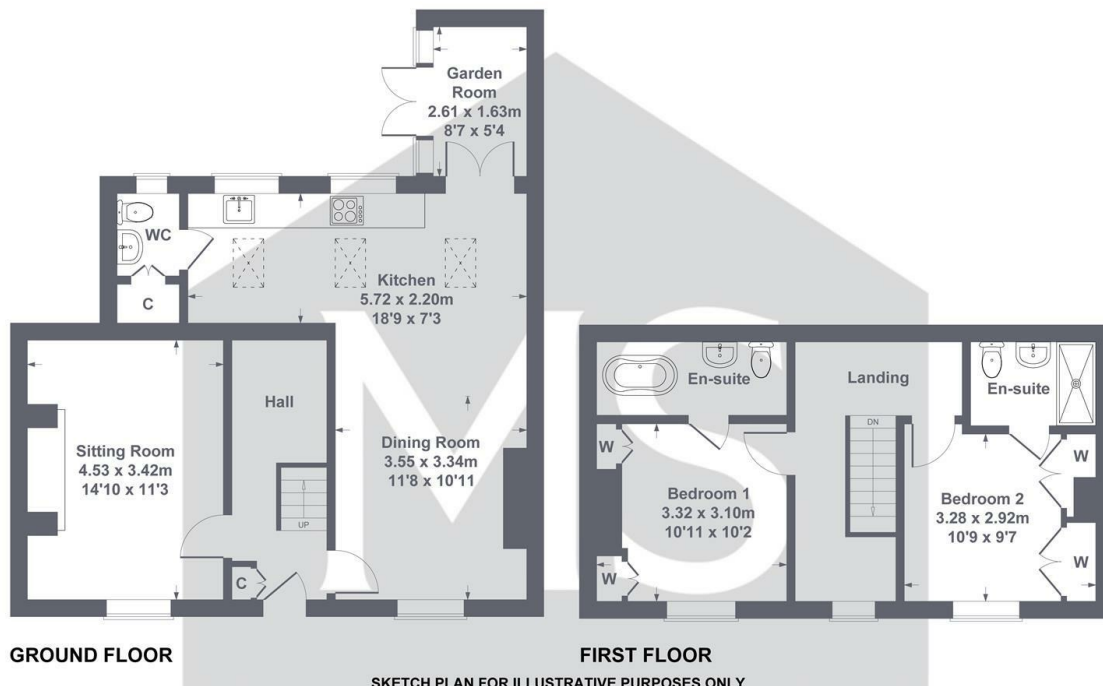 Garden
Room
2.61 x 1.63m
8'7 x 5'4
WC
C
Kitchen
5.72 x 2.20m
18'9 x 7'3
Hall
Sitting Room
4.53 x 3.42m
14'10 x 11'3
Dining Room
3.55 x 3.34m
11'8 x 10'11
UP
C
GROUND FLOOR
En-suite
Landing
En-suite
DN
W
W
Bedroom 1
3.32 x 3.10m
10'11 x 10'2
Bedroom 2
3.28 x 2.92m
10'9 x 9'7
W
W
FIRST FLOOR
MS
SKETCH PLAN FOR ILLUSTRATIVE PURPOSES ONLY